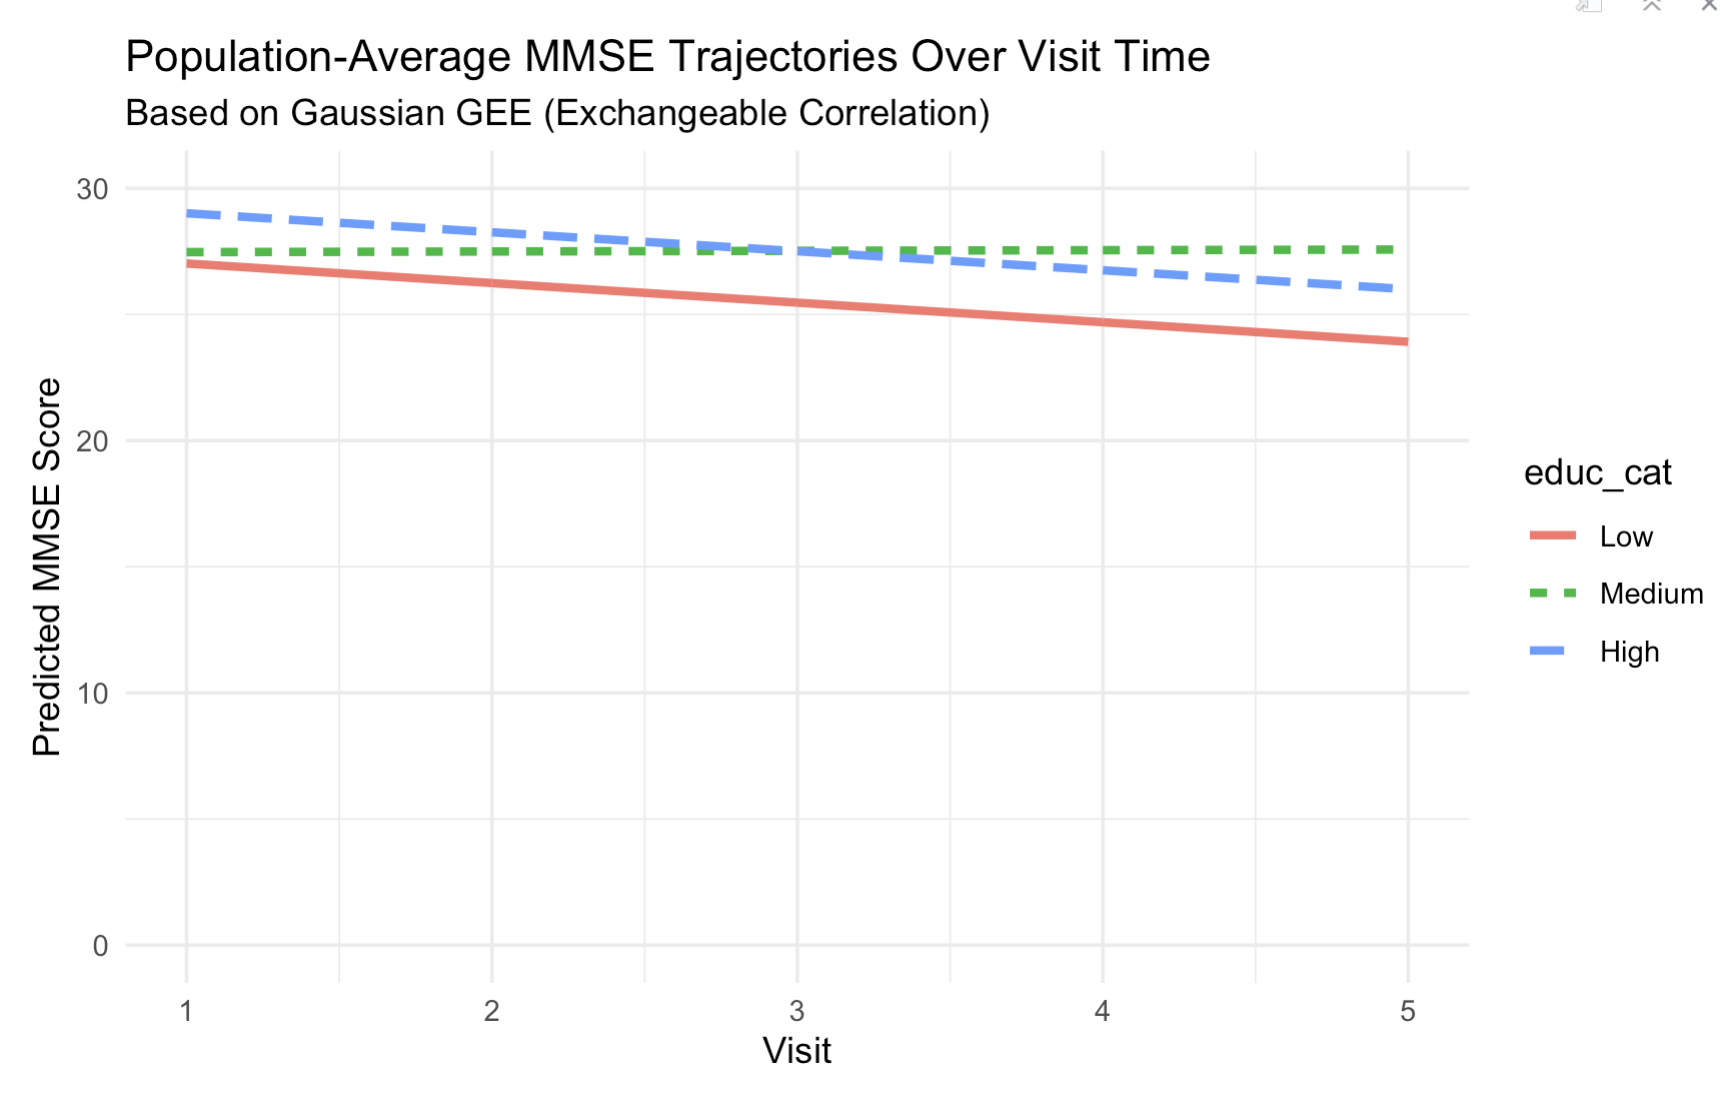 Population-Average MMSE Trajectories Over Visit Time
Based on Gaussian GEE (Exchangeable Correlation)
30
20
10
0
Predicted MMSE Score
1 2 3 4 5
Visit
educ_cat
Low
Medium
High